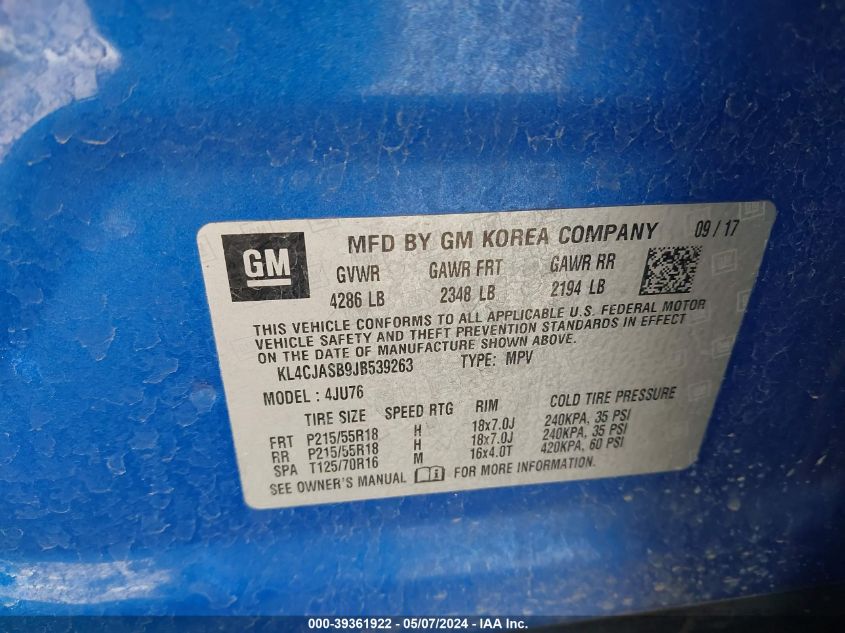 GM
MFD BY GM KOREA COMPANY 09/17
GVWR GAWR FRT GAWR RR
4286 LB 2348 LB 2194 LB
THIS VEHICLE CONFORMS TO ALL APPLICABLE U.S. FEDERAL MOTOR
VEHICLE SAFETY AND THEFT PREVENTION STANDARDS IN EFFECT
ON THE DATE OF MANUFACTURE SHOWN ABOVE.
KL4CJASB9JB539263 TYPE: MPV
MODEL: 4JU76
TIRE SIZE SPEED RTG RIM COLD TIRE PRESSURE
FRT P215/55R18 H 18x7.0J 240KPA, 35 PSI
RR P215/55R18 H 18x7.0J 240KPA, 35 PSI
SPA T125/70R16 M 16x4.0T 420KPA, 60 PSI
SEE OWNER'S MANUAL FOR MORE INFORMATION.
000-39361922 - 05/07/2024 - IAA Inc.